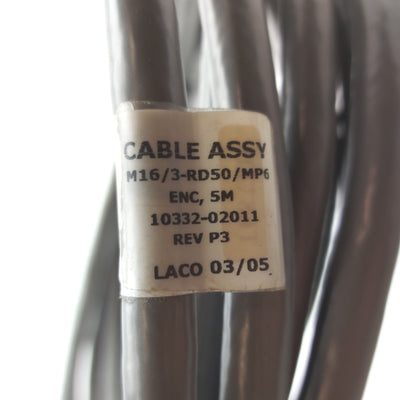 CABLE ASSY
M16/3-RD50/MP6
ENC, 5M
10332-02011
REV P3
LACO 03/05